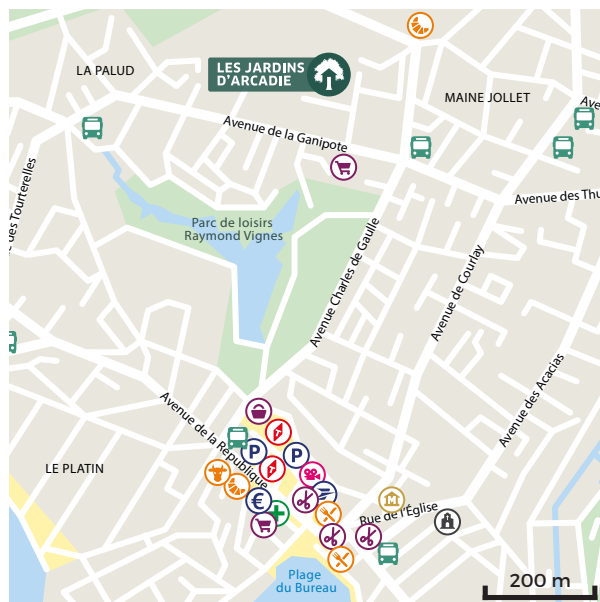 LES JARDINS
D'ARCADIE
LA PALUD
MAINE JOLLET
Ave
Avenue de la Ganipote
Avenue des Thu
e des Tourterelles
Parc de loisirs
Raymond Vignes
Avenue Charles de Gaulle
Avenue de Courlay
Avenue des Acacias
Avenue de la République
P
P
LE PLATIN
€
Rue de l'Église
Plage
du Bureau
200 m